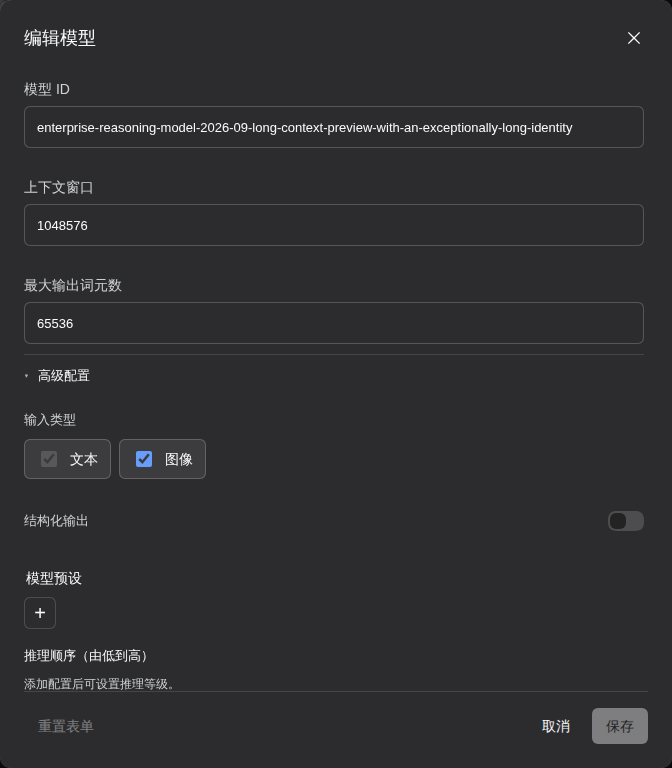 编辑模型
模型 ID
enterprise-reasoning-model-2026-09-long-context-preview-with-an-exceptionally-long-identity
上下文窗口
1048576
最大输出词元数
65536
高级配置
输入类型
文本 图像
结构化输出
模型预设
+
推理顺序（由低到高）
添加配置后可设置推理等级。
重置表单 取消 保存